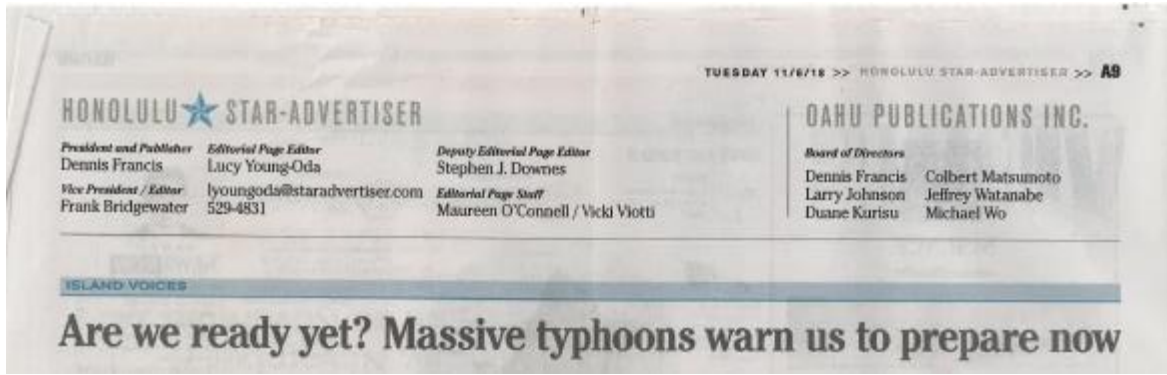 TUESDAY 11/6/18 >> HONOLULU STAR-ADVERTISER >> A9
HONOLULU STAR-ADVERTISER
President and Publisher
Dennis Francis
Vice President / Editor
Frank Bridgewater
Editorial Page Editor
Lucy Young-Oda
lyoungoda@staradvertiser.com
529-4831
Deputy Editorial Page Editor
Stephen J. Downes
Editorial Page Staff
Maureen O'Connell / Vicki Viotti
OAHU PUBLICATIONS INC.
Board of Directors
Dennis Francis Colbert Matsumoto
Larry Johnson Jeffrey Watanabe
Duane Kurisu Michael Wo
ISLAND VOICES
Are we ready yet? Massive typhoons warn us to prepare now